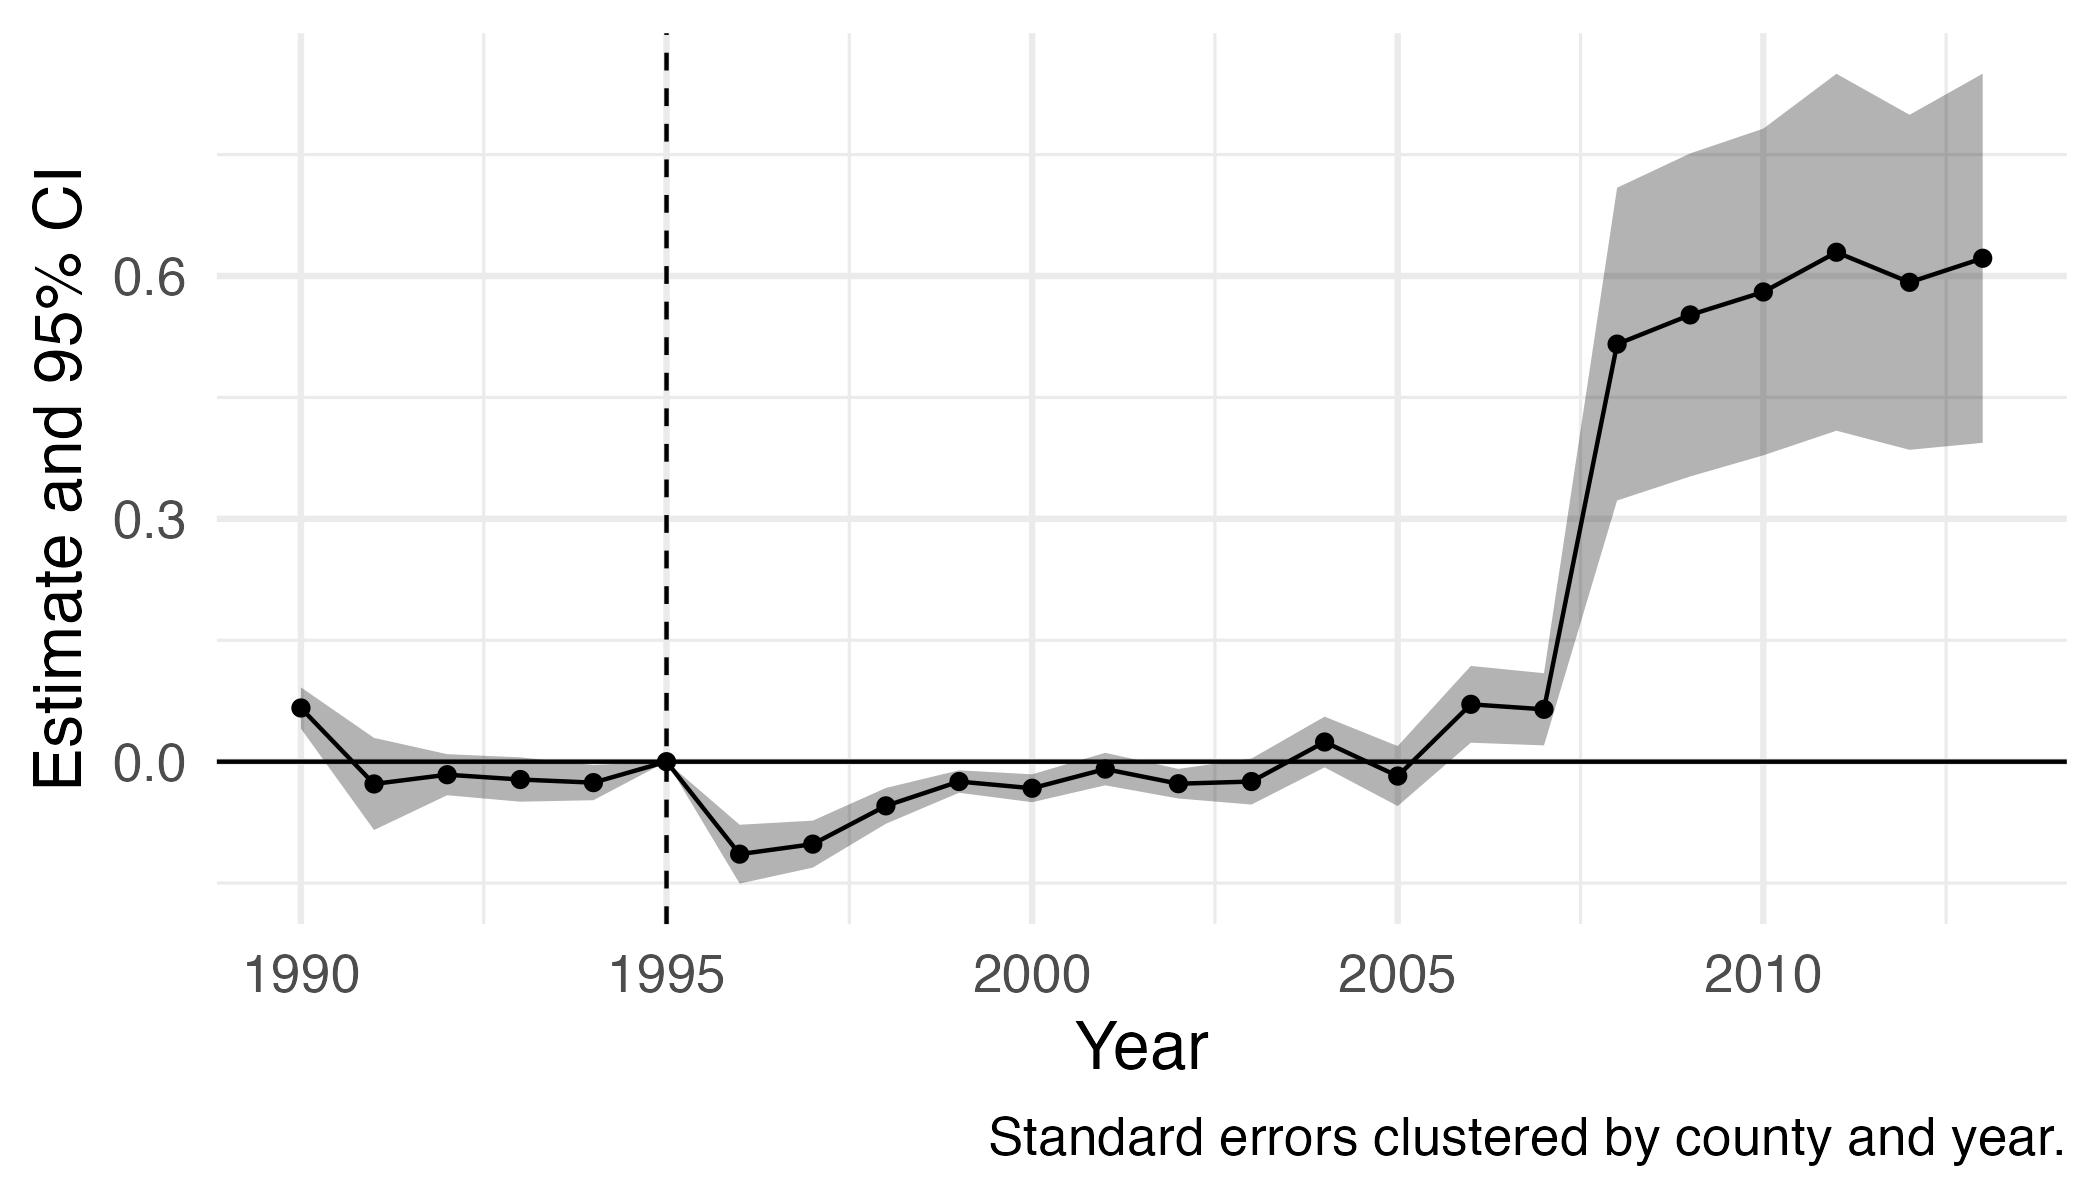 Estimate and 95% CI
0.6
0.3
0.0
1990 1995 2000 2005 2010
Year
Standard errors clustered by county and year.